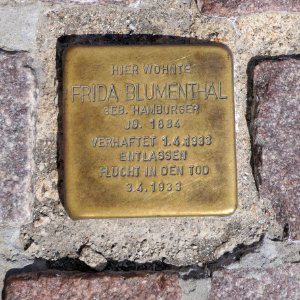 HIER WOHNTE
FRIDA BLUMENTHAL
GEB. HAMBURGER
JG. 1884
VERHAFTET 1.4.1933
ENTLASSEN
FLUCHT IN DEN TOD
3.4.1933